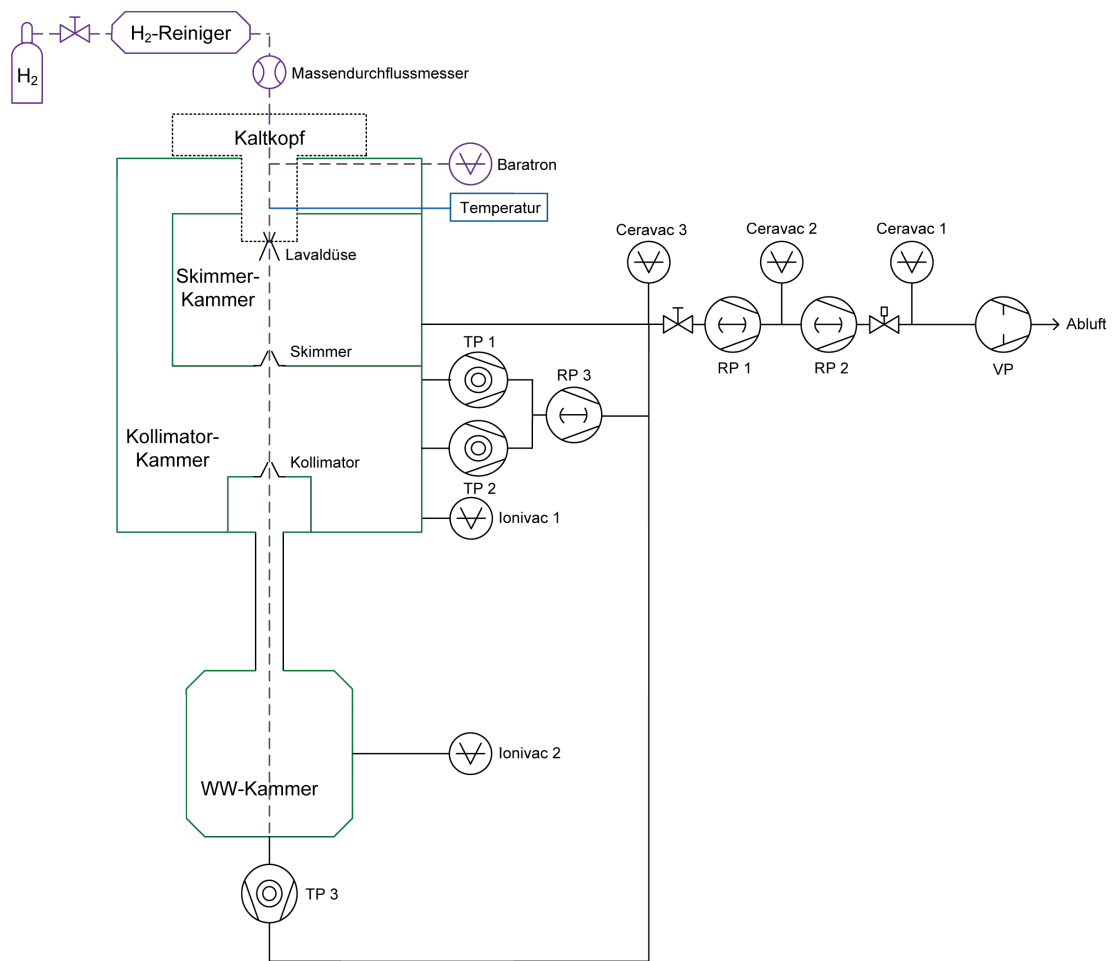 H2-Reiniger
H2
Massendurchflussmesser
Kaltkopf
Baratron
Temperatur
Lavaldüse
Skimmer-
Kammer
Ceravac 3
Ceravac 2
Ceravac 1
Abluft
RP 1
RP 2
VP
Skimmer
TP 1
RP 3
Kollimator-
Kammer
Kollimator
TP 2
Ionivac 1
Ionivac 2
WW-Kammer
TP 3